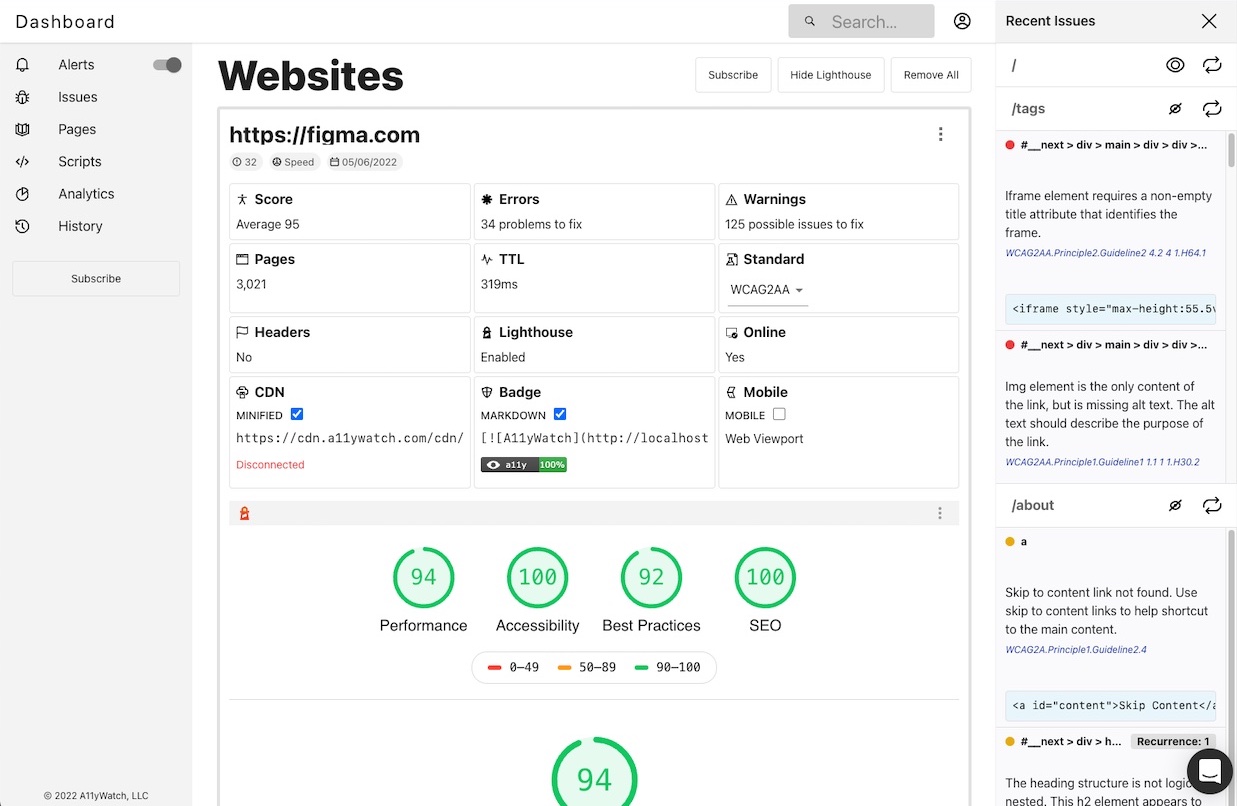 Dashboard
Search...
Alerts
Issues
Pages
Scripts
Analytics
History
Subscribe
© 2022 A11yWatch, LLC
Websites
Subscribe
Hide Lighthouse
Remove All
https://figma.com
32
Speed
05/06/2022
Score
Average 95
Errors
34 problems to fix
Warnings
125 possible issues to fix
Pages
3,021
TTL
319ms
Standard
WCAG2AA
Headers
No
Lighthouse
Enabled
Online
Yes
CDN
MINIFIED
https://cdn.a11ywatch.com/cdn/
Disconnected
Badge
MARKDOWN
[![A11yWatch](http://localhost
a11y 100%
Mobile
MOBILE
Web Viewport
94
Performance
100
Accessibility
92
Best Practices
100
SEO
0–49
50–89
90–100
94
Recent Issues
/
/tags
#__next > div > main > div > div >...
Iframe element requires a non-empty
title attribute that identifies the
frame.
WCAG2AA.Principle2.Guideline2 4.2 4 1.H64.1
<iframe style="max-height:55.5v
#__next > div > main > div > div >...
Img element is the only content of
the link, but is missing alt text. The alt
text should describe the purpose of
the link.
WCAG2AA.Principle1.Guideline1 1.1 1 1.H30.2
/about
a
Skip to content link not found. Use
skip to content links to help shortcut
to the main content.
WCAG2A.Principle1.Guideline2.4
<a id="content">Skip Content</a
#__next > div > h...
Recurrence: 1
The heading structure is not logic
nested. This h2 element appears to